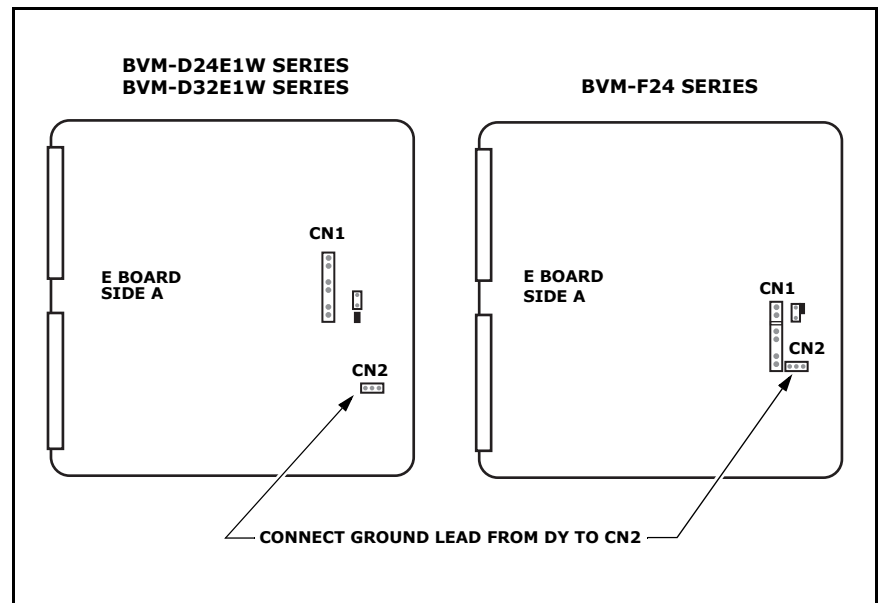 BVM-D24E1W SERIES
BVM-D32E1W SERIES
BVM-F24 SERIES
CN1
E BOARD
SIDE A
CN2
E BOARD
SIDE A
CN1
CN2
CONNECT GROUND LEAD FROM DY TO CN2